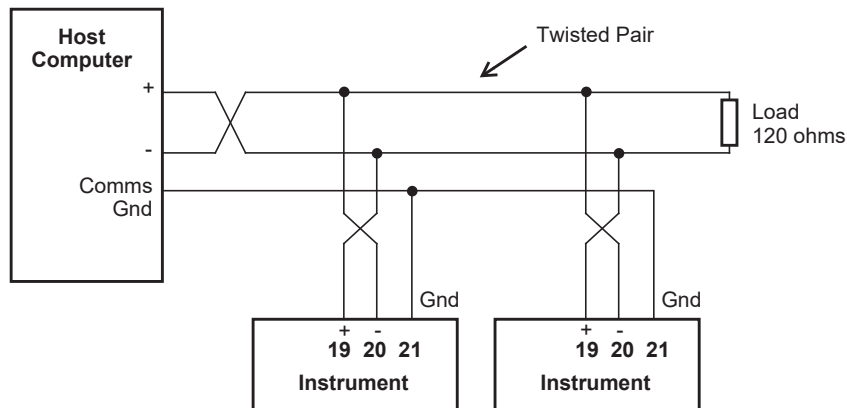 Host
Computer
Twisted Pair
+
-
Load
120 ohms
Comms
Gnd
Gnd
Gnd
+ -
19 20 21
Instrument
+ -
19 20 21
Instrument